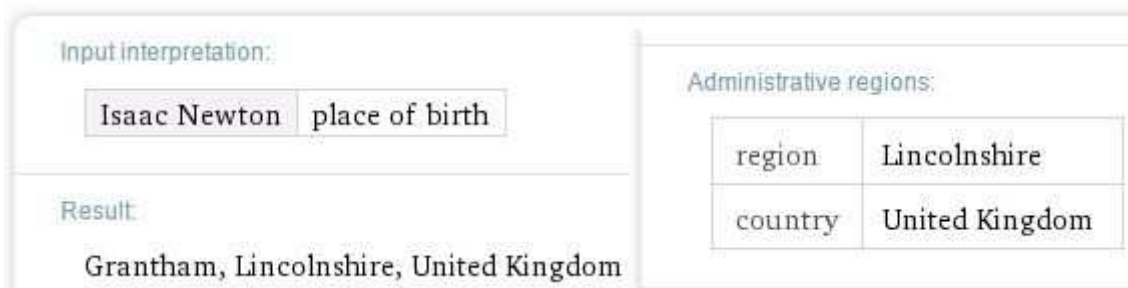 Input interpretation:
Isaac Newton place of birth
Result:
Grantham, Lincolnshire, United Kingdom
Administrative regions:
region Lincolnshire
country United Kingdom